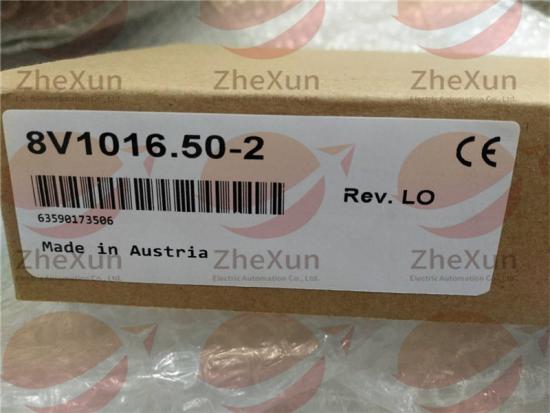 ZheXun
ZheXun
Electric Automation Co., Ltd.
8V1016.50-2
CE
63590173506
Rev. LO
Made in Austria
ZheXun
Electric Automation Co., Ltd.
ZheXun